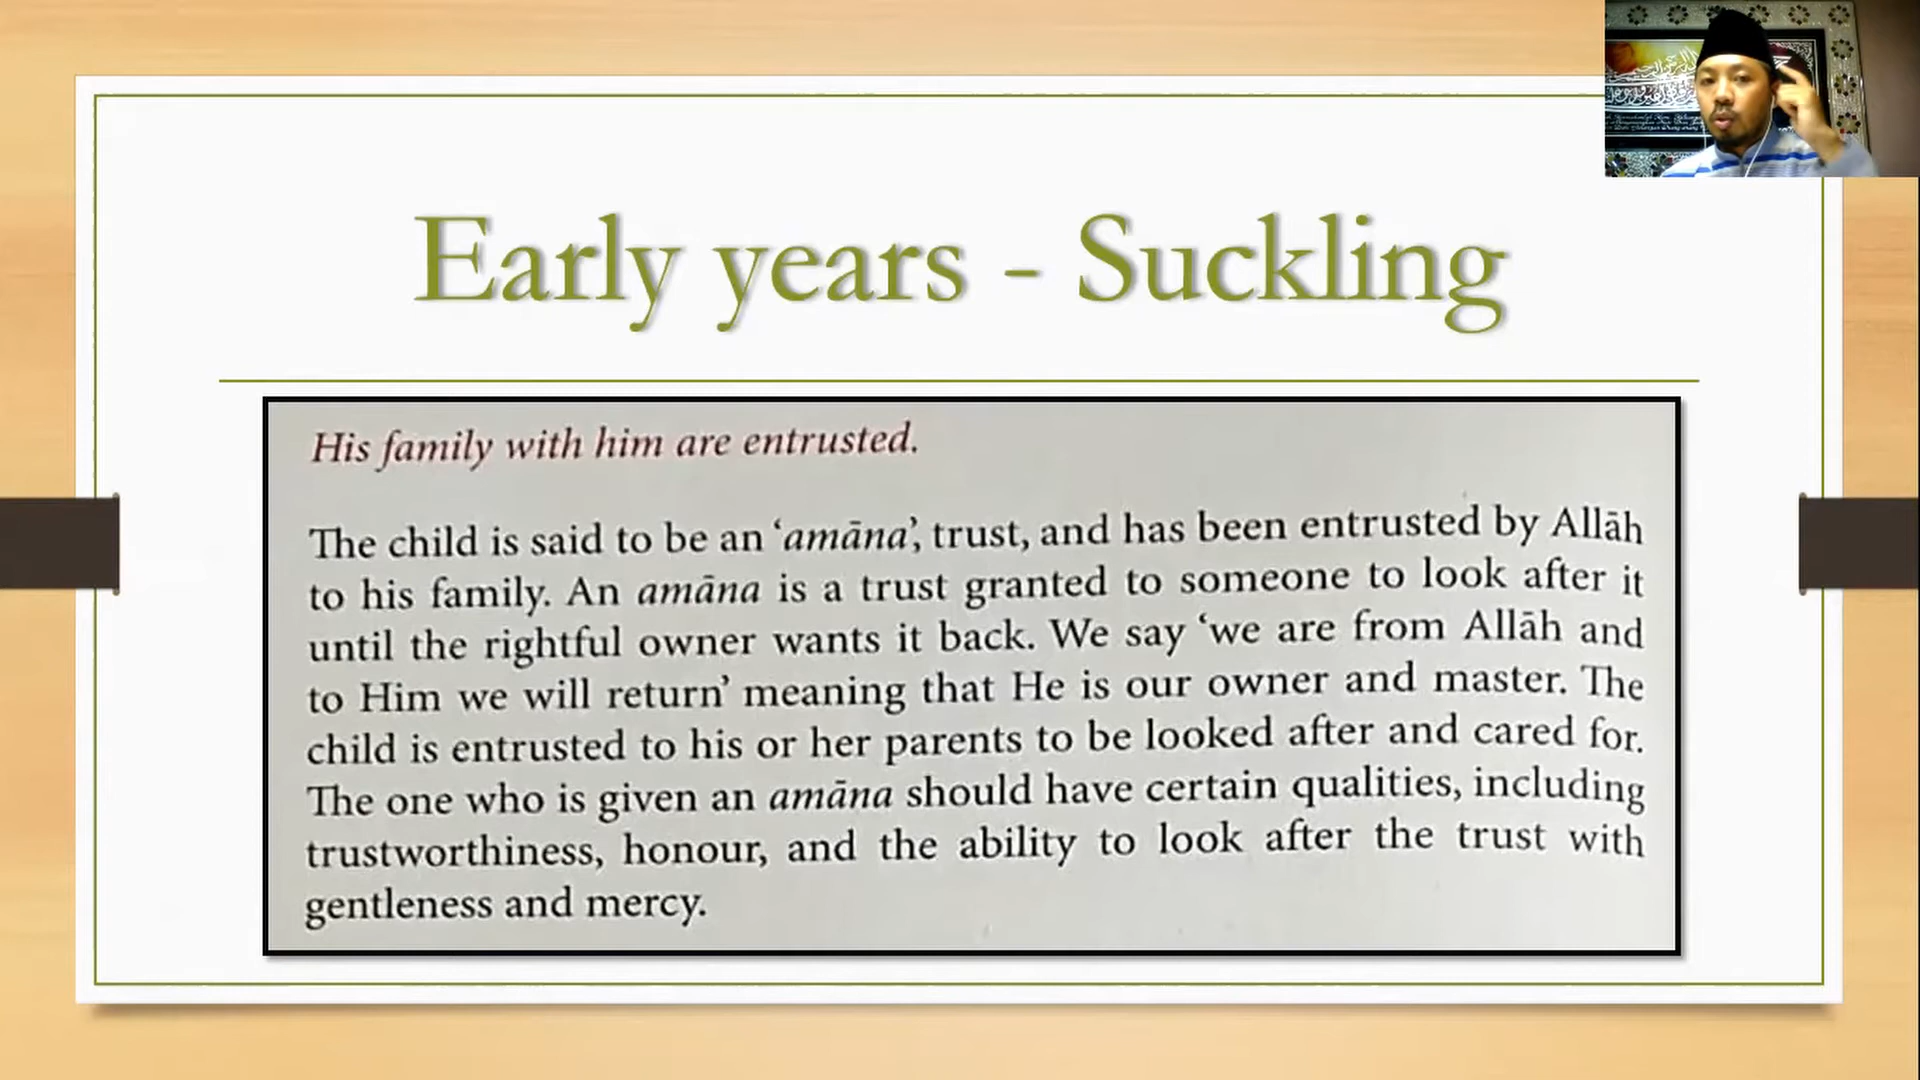 Early years - Suckling
His family with him are entrusted.
The child is said to be an ‘amāna’, trust, and has been entrusted by Allāh
to his family. An amāna is a trust granted to someone to look after it
until the rightful owner wants it back. We say ‘we are from Allāh and
to Him we will return’ meaning that He is our owner and master. The
child is entrusted to his or her parents to be looked after and cared for.
The one who is given an amāna should have certain qualities, including
trustworthiness, honour, and the ability to look after the trust with
gentleness and mercy.